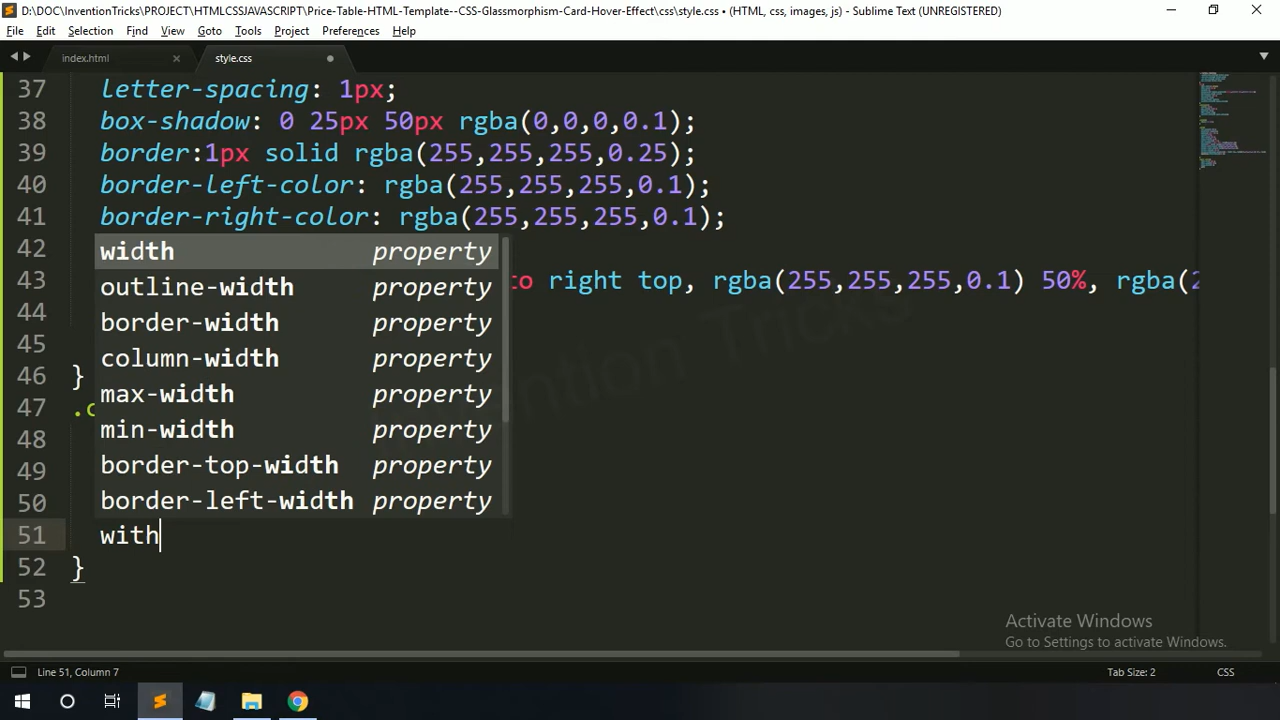 D:\DOC\InventionTricks\PROJECT\HTMLCSSJAVASCRIPT\Price-Table-HTML-Template--CSS-Glassmorphism-Card-Hover-Effect\css\style.css • (HTML, css, images, js) - Sublime Text (UNREGISTERED)
File Edit Selection Find View Goto Tools Project Preferences Help
index.html style.css
37 letter-spacing: 1px;
38 box-shadow: 0 25px 50px rgba(0,0,0,0.1);
39 border:1px solid rgba(255,255,255,0.25);
40 border-left-color: rgba(255,255,255,0.1);
41 border-right-color: rgba(255,255,255,0.1);
42 width property
43 to right top, rgba(255,255,255,0.1) 50%, rgba(2
outline-width property
44 border-width property
45 column-width property
46 } max-width property
47 .c
48 min-width property
49 border-top-width property
50 border-left-width property
51 with
52 }
53
Invention Tricks
Activate Windows
Go to Settings to activate Windows.
Line 51, Column 7 Tab Size: 2 CSS